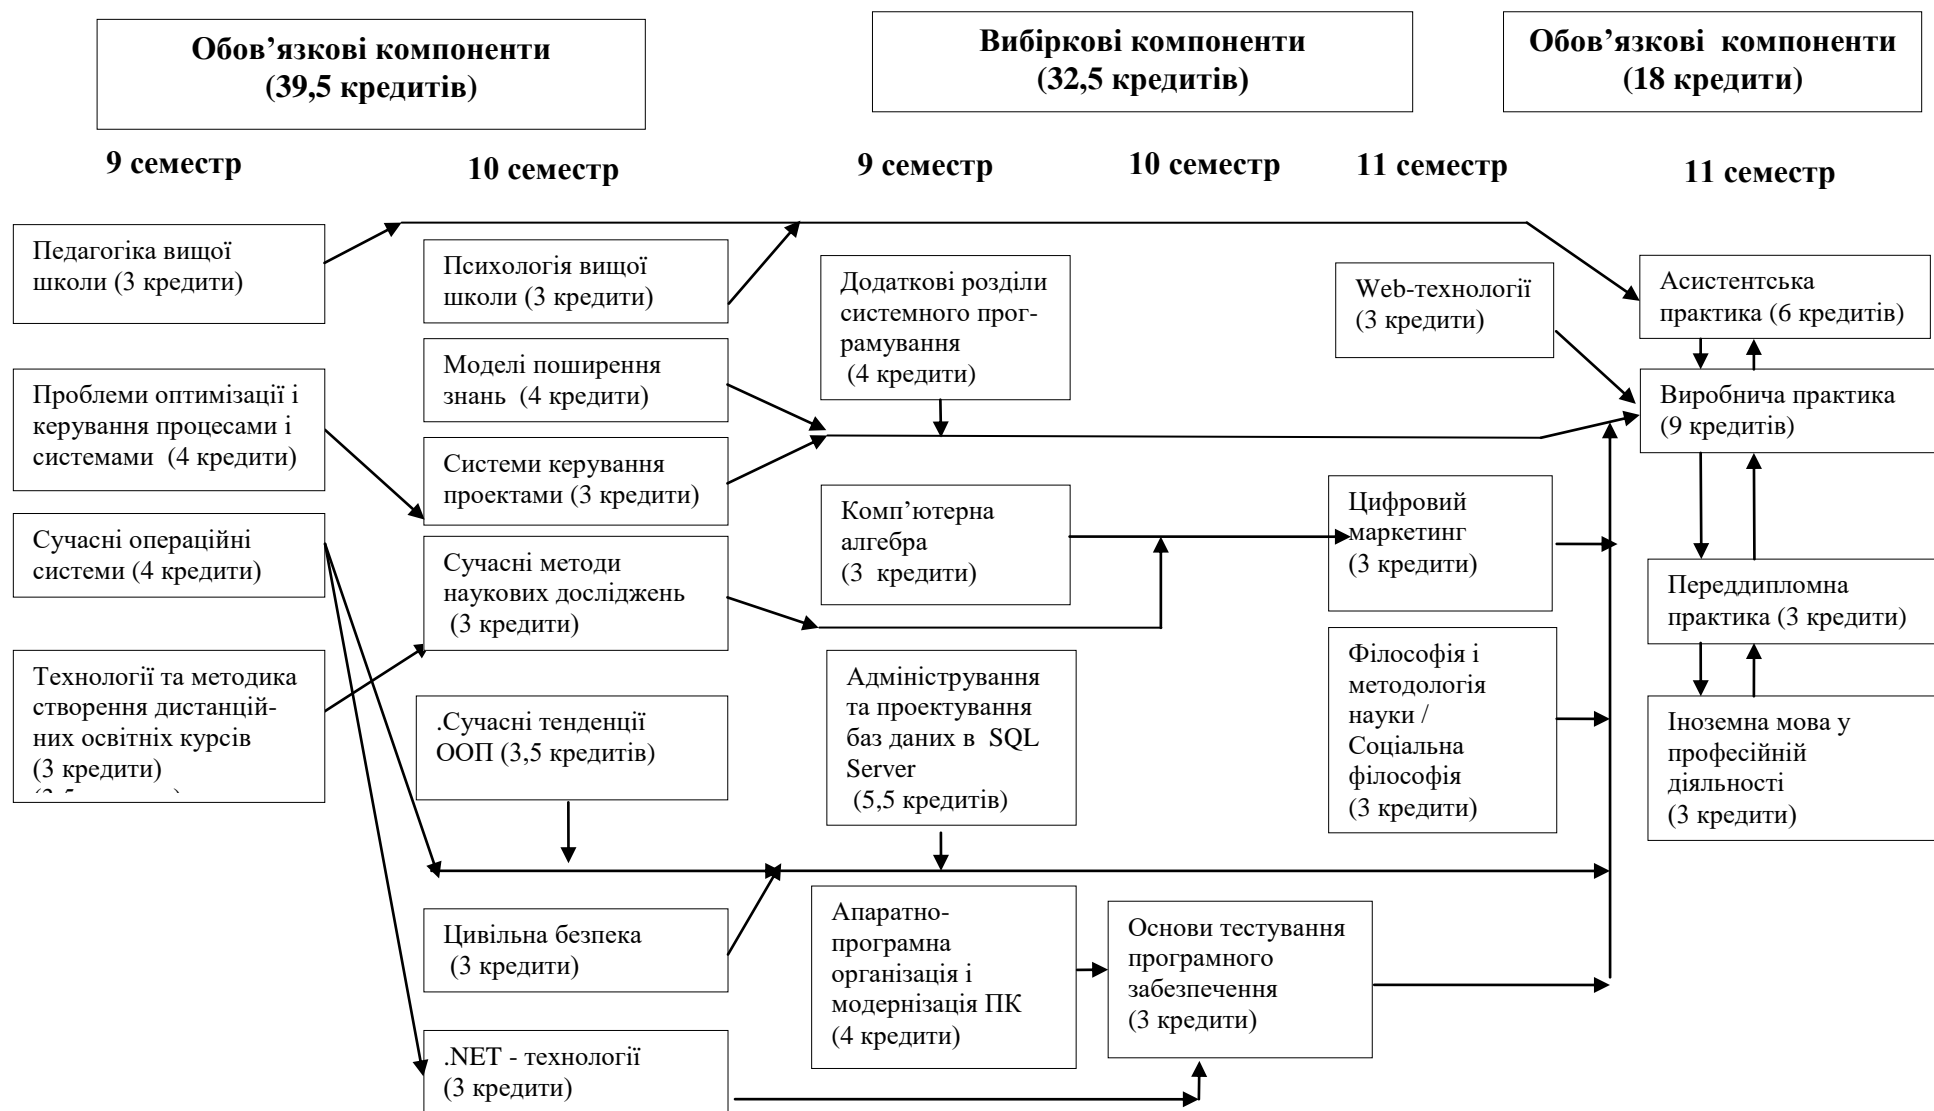 Обов’язкові компоненти
(39,5 кредитів)
Вибіркові компоненти
(32,5 кредитів)
Обов’язкові компоненти
(18 кредити)
9 семестр
10 семестр
9 семестр
10 семестр
11 семестр
11 семестр
Педагогіка вищої
школи (3 кредити)
Проблеми оптимізації і
керування процесами і
системами (4 кредити)
Сучасні операційні
системи (4 кредити)
Технології та методика
створення дистанцій-
них освітніх курсів
(3 кредити)
Психологія вищої
школи (3 кредити)
Моделі поширення
знань (4 кредити)
Системи керування
проектами (3 кредити)
Сучасні методи
наукових досліджень
(3 кредити)
.Сучасні тенденції
ООП (3,5 кредитів)
Цивільна безпека
(3 кредити)
.NET - технології
(3 кредити)
Додаткові розділи
системного прог-
рамування
(4 кредити)
Комп’ютерна
алгебра
(3 кредити)
Адміністрування
та проектування
баз даних в SQL
Server
(5,5 кредитів)
Апаратно-
програмна
організація і
модернізація ПК
(4 кредити)
Основи тестування
програмного
забезпечення
(3 кредити)
Web-технології
(3 кредити)
Цифровий
маркетинг
(3 кредити)
Філософія і
методологія
науки /
Соціальна
філософія
(3 кредити)
Асистентська
практика (6 кредитів)
Виробнича практика
(9 кредитів)
Переддипломна
практика (3 кредити)
Іноземна мова у
професійній
діяльності
(3 кредити)